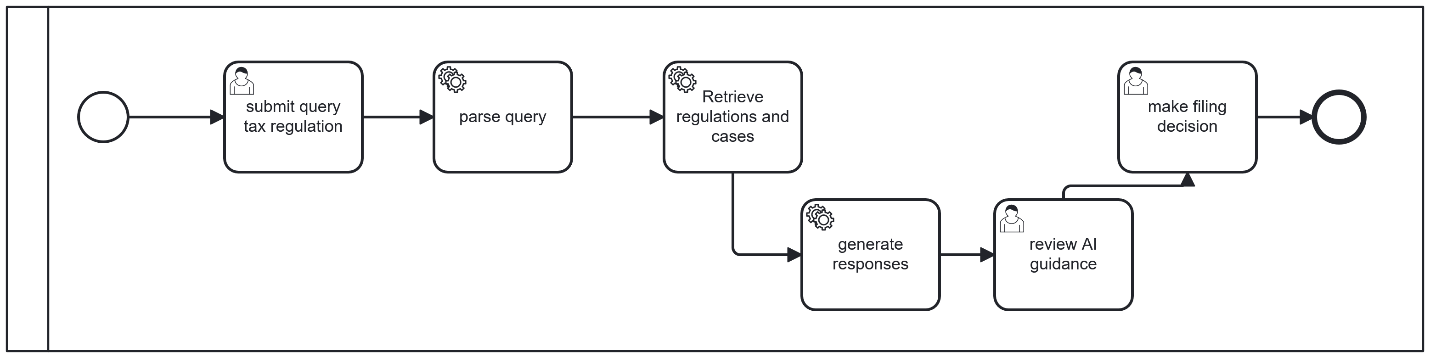 submit query
tax regulation
parse query
Retrieve
regulations and
cases
generate
responses
review AI
guidance
make filing
decision